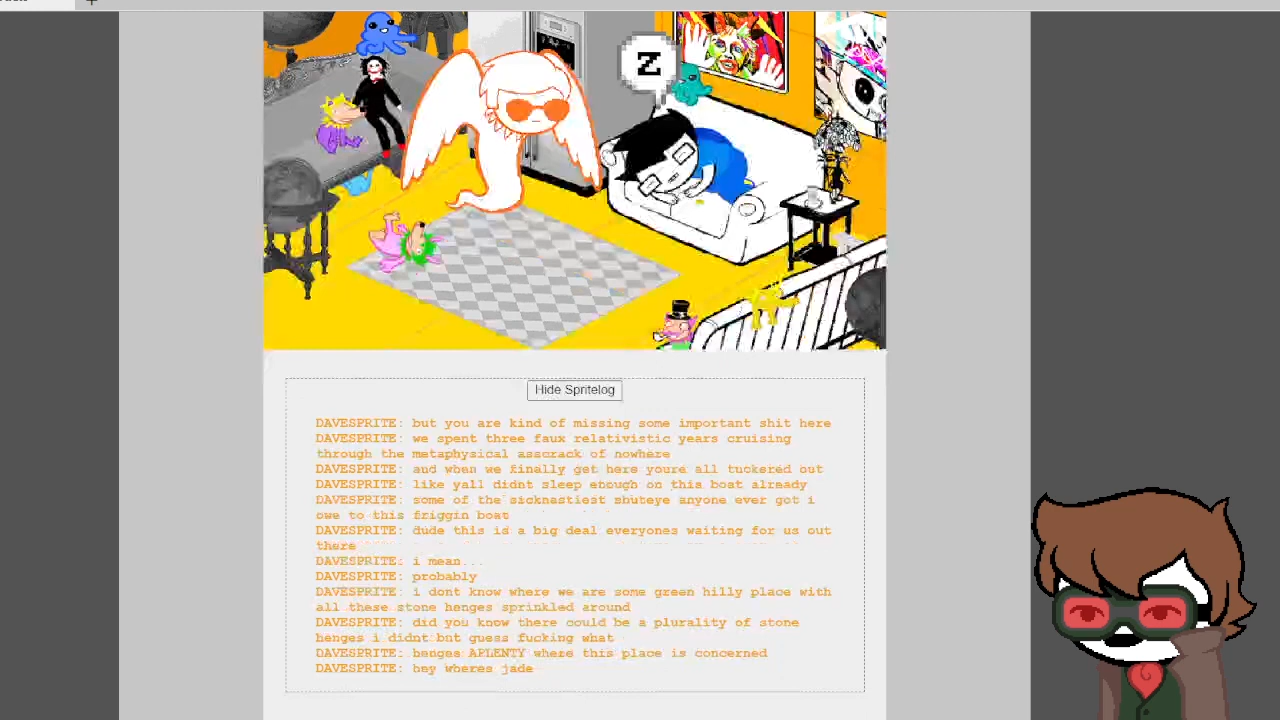 Z
Hide Spritelog
DAVESPRITE: but you are kind of missing some important shit here
DAVESPRITE: we spent three faux relativistic years cruising
through the metaphysical asscrack of nowhere
DAVESPRITE: and when we finally get here youre all tuckered out
DAVESPRITE: like yall didnt sleep enough on this boat already
DAVESPRITE: some of the sicknastiest shuteye anyone ever got i
owe to this friggin boat
DAVESPRITE: dude this is a big deal everyones waiting for us out
there
DAVESPRITE: i mean...
DAVESPRITE: probably
DAVESPRITE: i dont know where we are some green hilly place with
all these stone henges sprinkled around
DAVESPRITE: did you know there could be a plurality of stone
henges i didnt but guess fucking what
DAVESPRITE: henges APLENTY where this place is concerned
DAVESPRITE: hey wheres jade